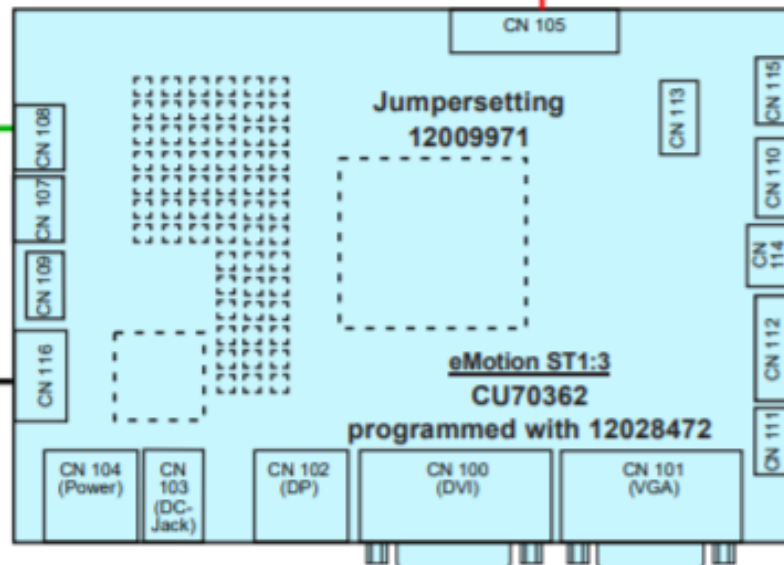 CN 105
CN 115
CN 113
CN 108
Jumpersetting
12009971
CN 110
CN 107
CN
114
CN 109
CN 112
CN 116
eMotion ST1:3
CU70362
programmed with 12028472
CN 111
CN 104
(Power)
CN
103
(DC-
Jack)
CN 102
(DP)
CN 100
(DVI)
CN 101
(VGA)